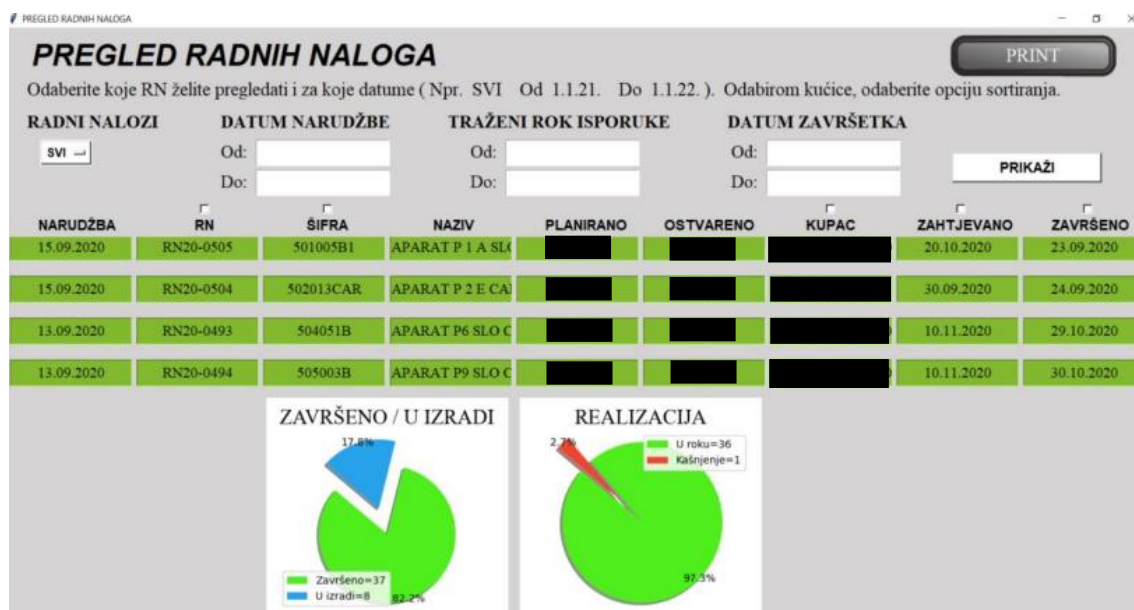 PREGLED RADNIH NALOGA
PREGLED RADNIH NALOGA
PRINT
Odaberite koje RN želite pregledati i za koje datume ( Npr. SVI Od 1.1.21. Do 1.1.22. ). Odabirom kućice, odaberite opciju sortiranja.
RADNI NALOZI DATUM NARUDŽBE TRAŽENI ROK ISPORUKE DATUM ZAVRŠETKA
SVI Od: Od: Od:
PRIKAŽI
Do: Do: Do:
NARUDŽBA RN ŠIFRA NAZIV PLANIRANO OSTVARENO KUPAC ZAHTJEVANO ZAVRŠENO
15.09.2020 RN20-0505 501005B1 APARAT P 1 A SLO 20.10.2020 23.09.2020
15.09.2020 RN20-0504 502013CAR APARAT P 2 E CA 30.09.2020 24.09.2020
13.09.2020 RN20-0493 504051B APARAT P6 SLO C 10.11.2020 29.10.2020
13.09.2020 RN20-0494 505003B APARAT P9 SLO C 10.11.2020 30.10.2020
ZAVRŠENO / U IZRADI
17.8%
Završeno=37
U izradi=8
82.2%
REALIZACIJA
2.7%
U roku=36
Kašnjenje=1
97.3%